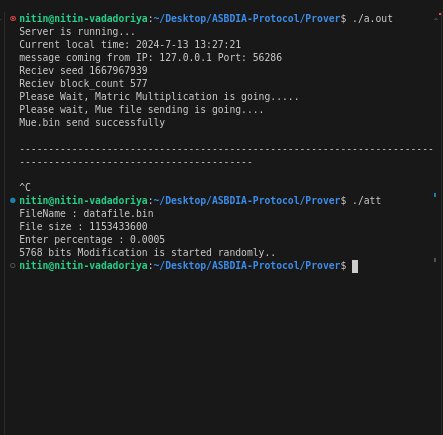 nitin@nitin-vadadoriya:~/Desktop/ASBDIA-Protocol/Prover$ ./a.out
Server is running...
Current local time: 2024-7-13 13:27:21
message coming from IP: 127.0.0.1 Port: 56286
Reciev seed 1667967939
Reciev block_count 577
Please Wait, Matric Multiplication is going.....
Please wait, Mue file sending is going....
Mue.bin send successfully
-----------------------------------------------------------------------
----------------------------------------
^C
nitin@nitin-vadadoriya:~/Desktop/ASBDIA-Protocol/Prover$ ./att
FileName : datafile.bin
File size : 1153433600
Enter percentage : 0.0005
5768 bits Modification is started randomly..
nitin@nitin-vadadoriya:~/Desktop/ASBDIA-Protocol/Prover$